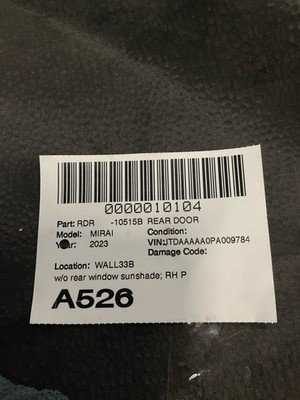 0000010104
Part: RDR -10515B REAR DOOR
Model: MIRAI Condition:
Year: 2023 VIN:JTDAAAAA0PA009784
Damage Code:
Location: WALL33B
w/o rear window sunshade; RH P
A526